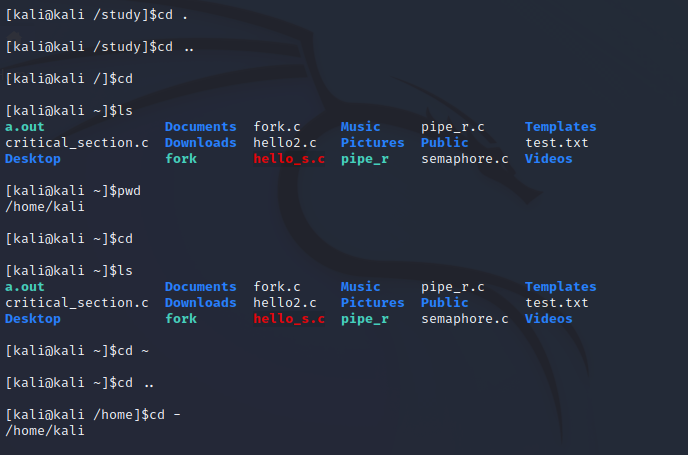 [kali@kali /study]$cd .
[kali@kali /study]$cd ..
[kali@kali /]$cd
[kali@kali ~]$ls
a.out Documents fork.c Music pipe_r.c Templates
critical_section.c Downloads hello2.c Pictures Public test.txt
Desktop fork hello_s.c pipe_r semaphore.c Videos
[kali@kali ~]$pwd
/home/kali
[kali@kali ~]$cd
[kali@kali ~]$ls
a.out Documents fork.c Music pipe_r.c Templates
critical_section.c Downloads hello2.c Pictures Public test.txt
Desktop fork hello_s.c pipe_r semaphore.c Videos
[kali@kali ~]$cd ~
[kali@kali ~]$cd ..
[kali@kali /home]$cd -
/home/kali